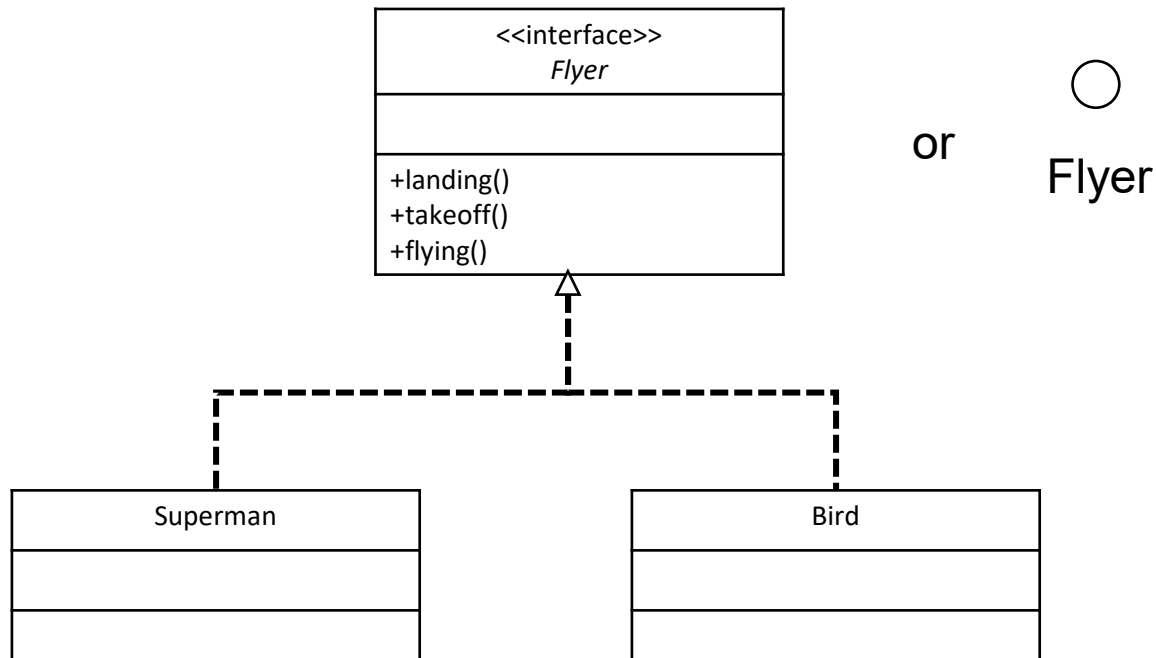 <<interface>>
Flyer
+landing()
+takeoff()
+flying()
or
Flyer
Superman
Bird